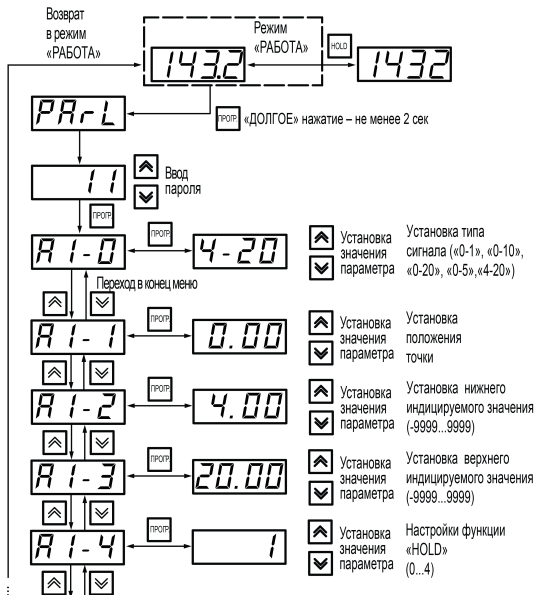 Возврат
в режим
«РАБОТА»
Режим
«РАБОТА»
143.2
HOLD
1432
PArL
ПРОГР.
«ДОЛГОЕ» нажатие – не менее 2 сек
11
Ввод
пароля
ПРОГР.
A1-0
ПРОГР.
4-20
Установка
значения
параметра
Установка типа
сигнала («0-1», «0-10»,
«0-20», «0-5»,«4-20»)
Переход в конец меню
A1-1
ПРОГР.
0.00
Установка
значения
параметра
Установка
положения
точки
A1-2
ПРОГР.
4.00
Установка
значения
параметра
Установка нижнего
индицируемого значения
(-9999...9999)
A1-3
ПРОГР.
20.00
Установка
значения
параметра
Установка верхнего
индицируемого значения
(-9999...9999)
A1-4
ПРОГР.
1
Установка
значения
параметра
Настройки функции
«HOLD»
(0...4)